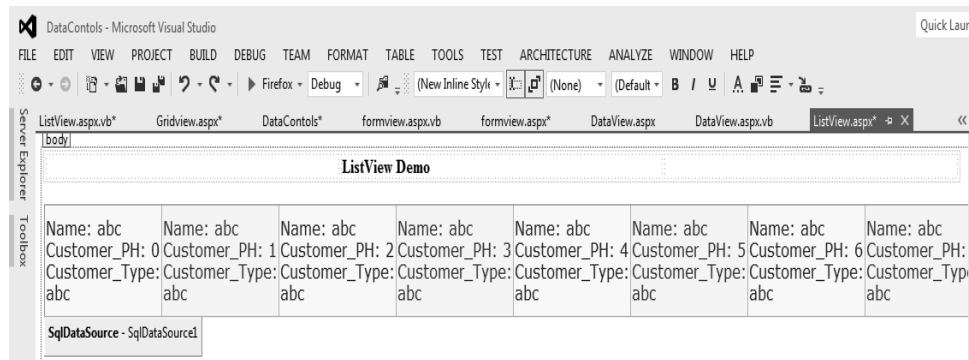 DataContols - Microsoft Visual Studio
Quick Laur
FILE EDIT VIEW PROJECT BUILD DEBUG TEAM FORMAT TABLE TOOLS TEST ARCHITECTURE ANALYZE WINDOW HELP
Firefox Debug (New Inline Style (None) (Default B I U A
Server Explorer
Toolbox
ListView.aspx.vb* Gridview.aspx* DataContols* formview.aspx.vb formview.aspx* DataView.aspx DataView.aspx.vb ListView.aspx*
body
ListView Demo
Name: abc Name: abc Name: abc Name: abc Name: abc Name: abc Name: abc Name: abc
Customer_PH: 0 Customer_PH: 1 Customer_PH: 2 Customer_PH: 3 Customer_PH: 4 Customer_PH: 5 Customer_PH: 6 Customer_PH:
Customer_Type: Customer_Type: Customer_Type: Customer_Type: Customer_Type: Customer_Type: Customer_Type: Customer_Typ
abc abc abc abc abc abc abc abc
SqlDataSource - SqlDataSource1